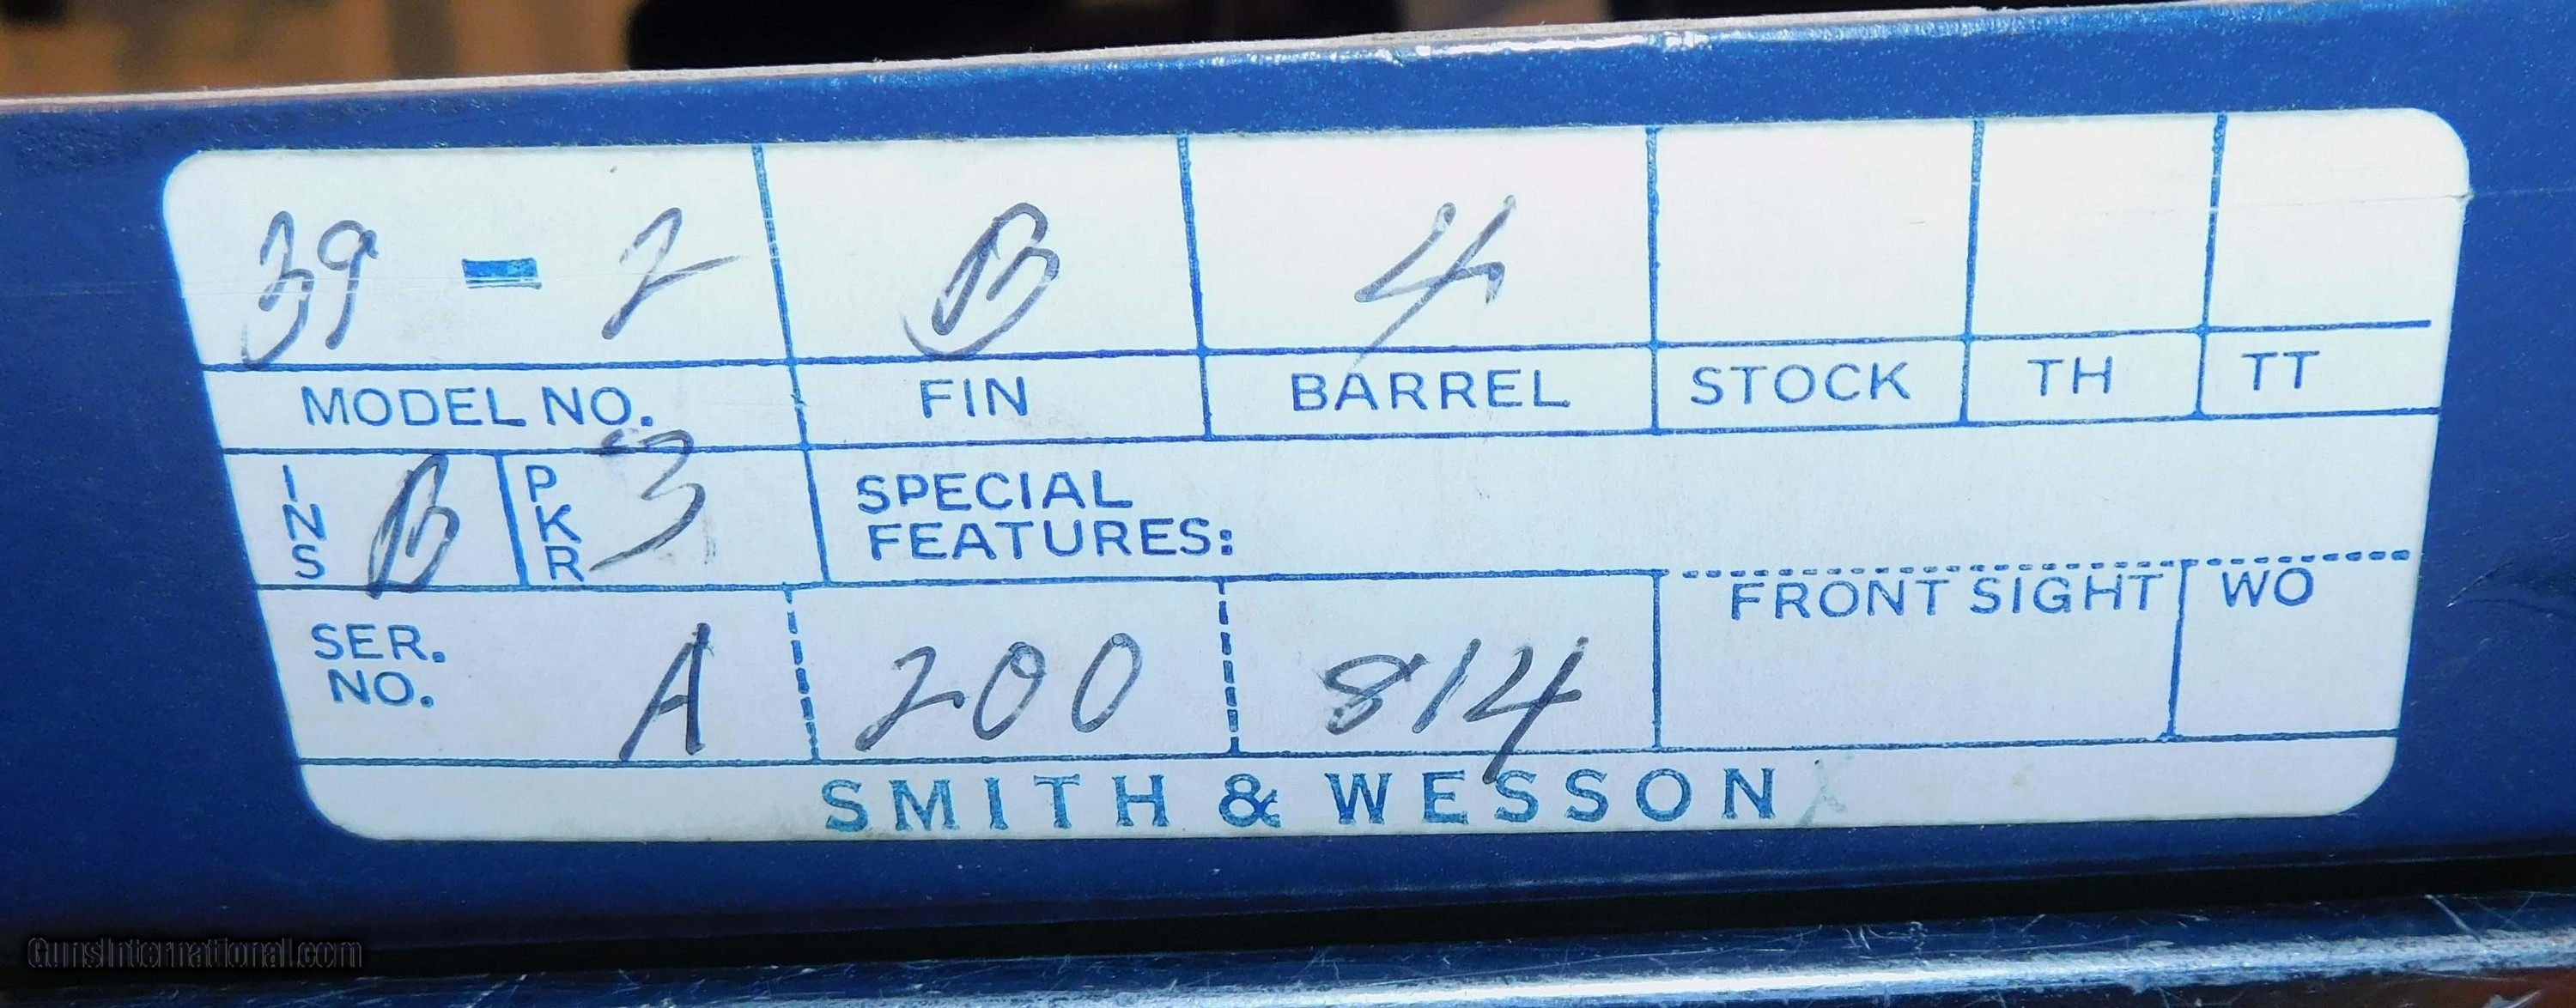 39 - 2 B 4
MODEL NO. FIN BARREL STOCK TH TT
INS B PKR 3 SPECIAL
FEATURES:
FRONT SIGHT WO
SER.
NO. A 200 814
SMITH & WESSON
GunsInternational.com